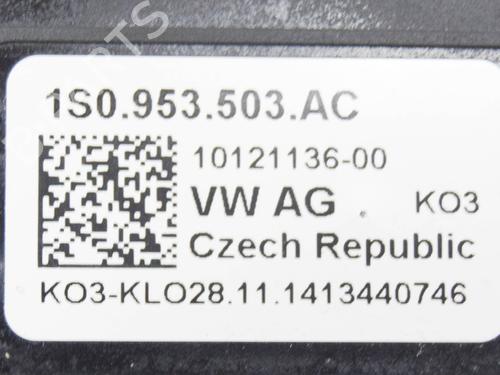 1S0.953.503.AC
10121136-00
VW AG KO3
Czech Republic
KO3-KLO28.11.1413440746